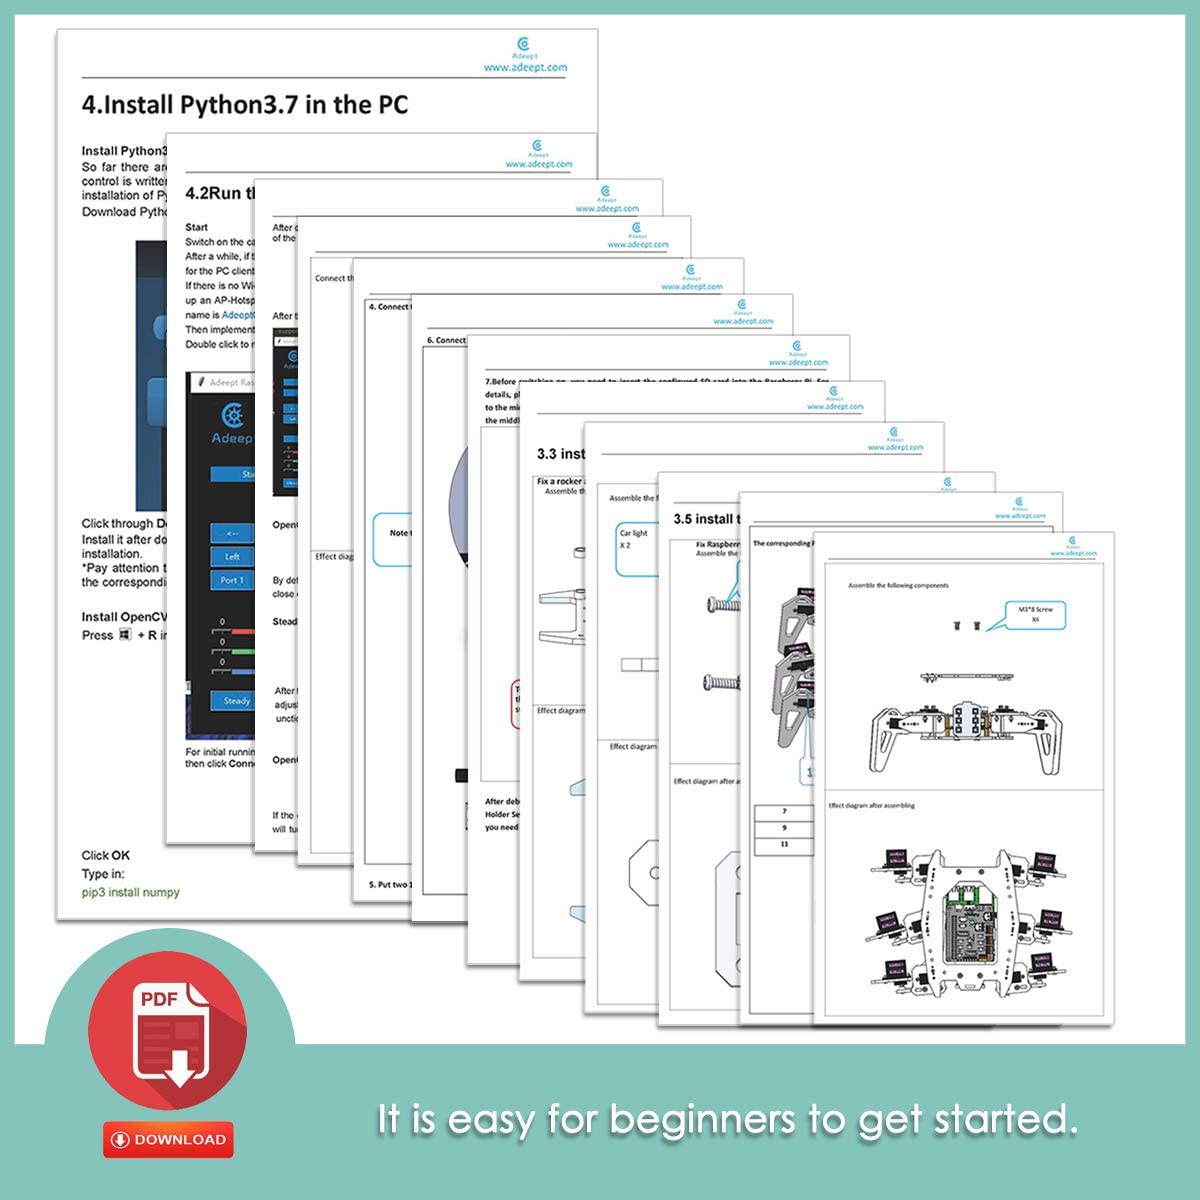 Adeept
www.adeept.com
4.Install Python3.7 in the PC
Install Python3
So far there are
control is written
installation of Py
Download Pytho
Click through D
Install it after do
installation.
*Pay attention t
the correspondi
Install OpenCV
Press + R in
Click OK
Type in:
pip3 install numpy
Adeept
www.adeept.com
4.2Run t
Start
Switch on the ca
After a while, if t
for the PC client
If there is no Wi
up an AP-Hotsp
name is Adeept
Then implement
Double click to r
Adeept Ras
Adeept
Sta
<--
Left
Port 1
0
0
0
Steady
For initial runnin
then click Conn
Adeept
www.adeept.com
After c
of the
After t
OpenC
By def
close
Stead
After
adjus
unctio
Open
If the
will tu
Adeept
www.adeept.com
Connect th
Effect diag
Adeept
www.adeept.com
4. Connect
Note
5. Put two
Adeept
www.adeept.com
6. Connect
Adeept
www.adeept.com
7.Before switching on, you need to insert the configured SD card into the Raspberry Pi. For
details, pl
to the mi
the middl
After deb
Holder Se
you need
Adeept
www.adeept.com
3.3 inst
Fix a rocker a
Assemble th
Effect diagram
Adeept
www.adeept.com
Assemble the f
Car light
X 2
Effect diagram
Adeept
3.5 install t
Fix Raspberr
Assemble the
Effect diagram after a
Adeept
www.adeept.com
The corresponding
7
9
11
Adeept
www.adeept.com
Assemble the following components
M3*8 Screw
X4
Effect diagram after assembling
PDF
DOWNLOAD
It is easy for beginners to get started.